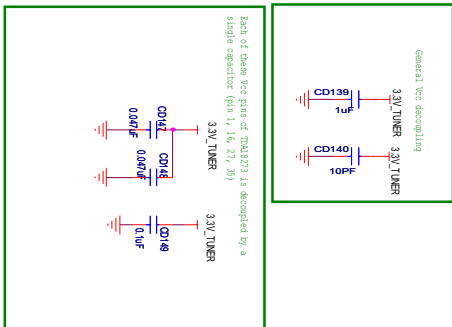 Each of these Vcc pins of TDA18273 is decoupled by a
single capacitor (pin 1, 16, 27, 35)
CD147
0.047uF
3.3V_TUNER
CD148
0.047uF
CD149
0.1uF
3.3V_TUNER
General Vcc decoupling
CD139
1uF
3.3V_TUNER
CD140
10PF
3.3V_TUNER